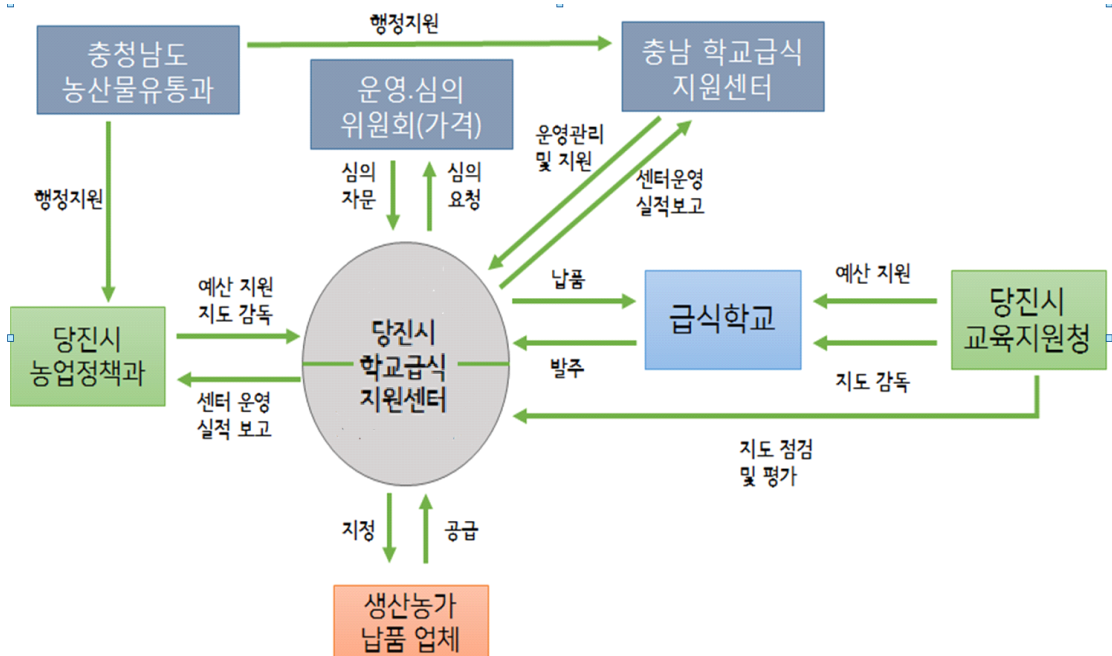 행정지원
충청남도
농산물유통과
충남 학교급식
지원센터
운영.심의
위원회(가격)
운영관리
및 지원
심의
자문
심의
요청
센터운영
실적보고
행정지원
예산 지원
지도 감독
납품
급식학교
예산 지원
당진시
교육지원청
당진시
농업정책과
당진시
학교급식
지원센터
발주
지도 감독
센터 운영
실적 보고
지도 점검
및 평가
지정
공급
생산농가
납품 업체